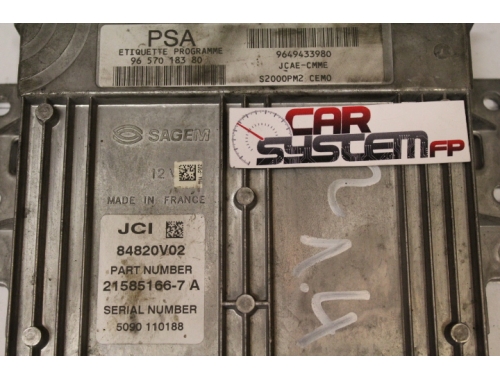 PSA
ETIQUETTE PROGRAMME
96 570 183 80
9649433980
JCAE-CMME
S2000PM2 CEMO
SAGEM
12 V
MADE IN FRANCE
CAR
SYSTEM FP
JCI
84820V02
PART NUMBER
21585166-7 A
SERIAL NUMBER
5090 110188